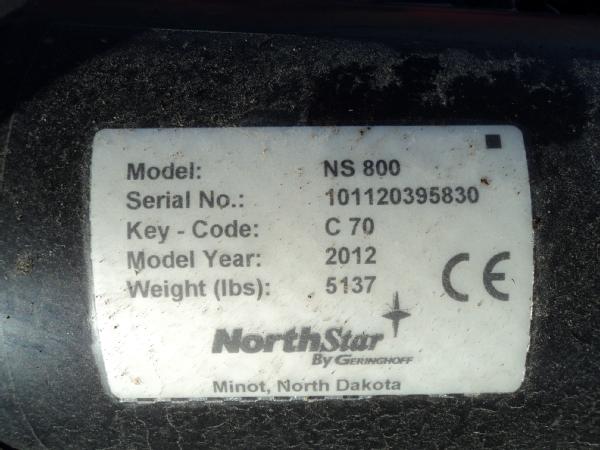 Model: NS 800
Serial No.: 101120395830
Key - Code: C 70
Model Year: 2012
Weight (lbs): 5137
CE
NorthStar
By GERINGHOFF
Minot, North Dakota